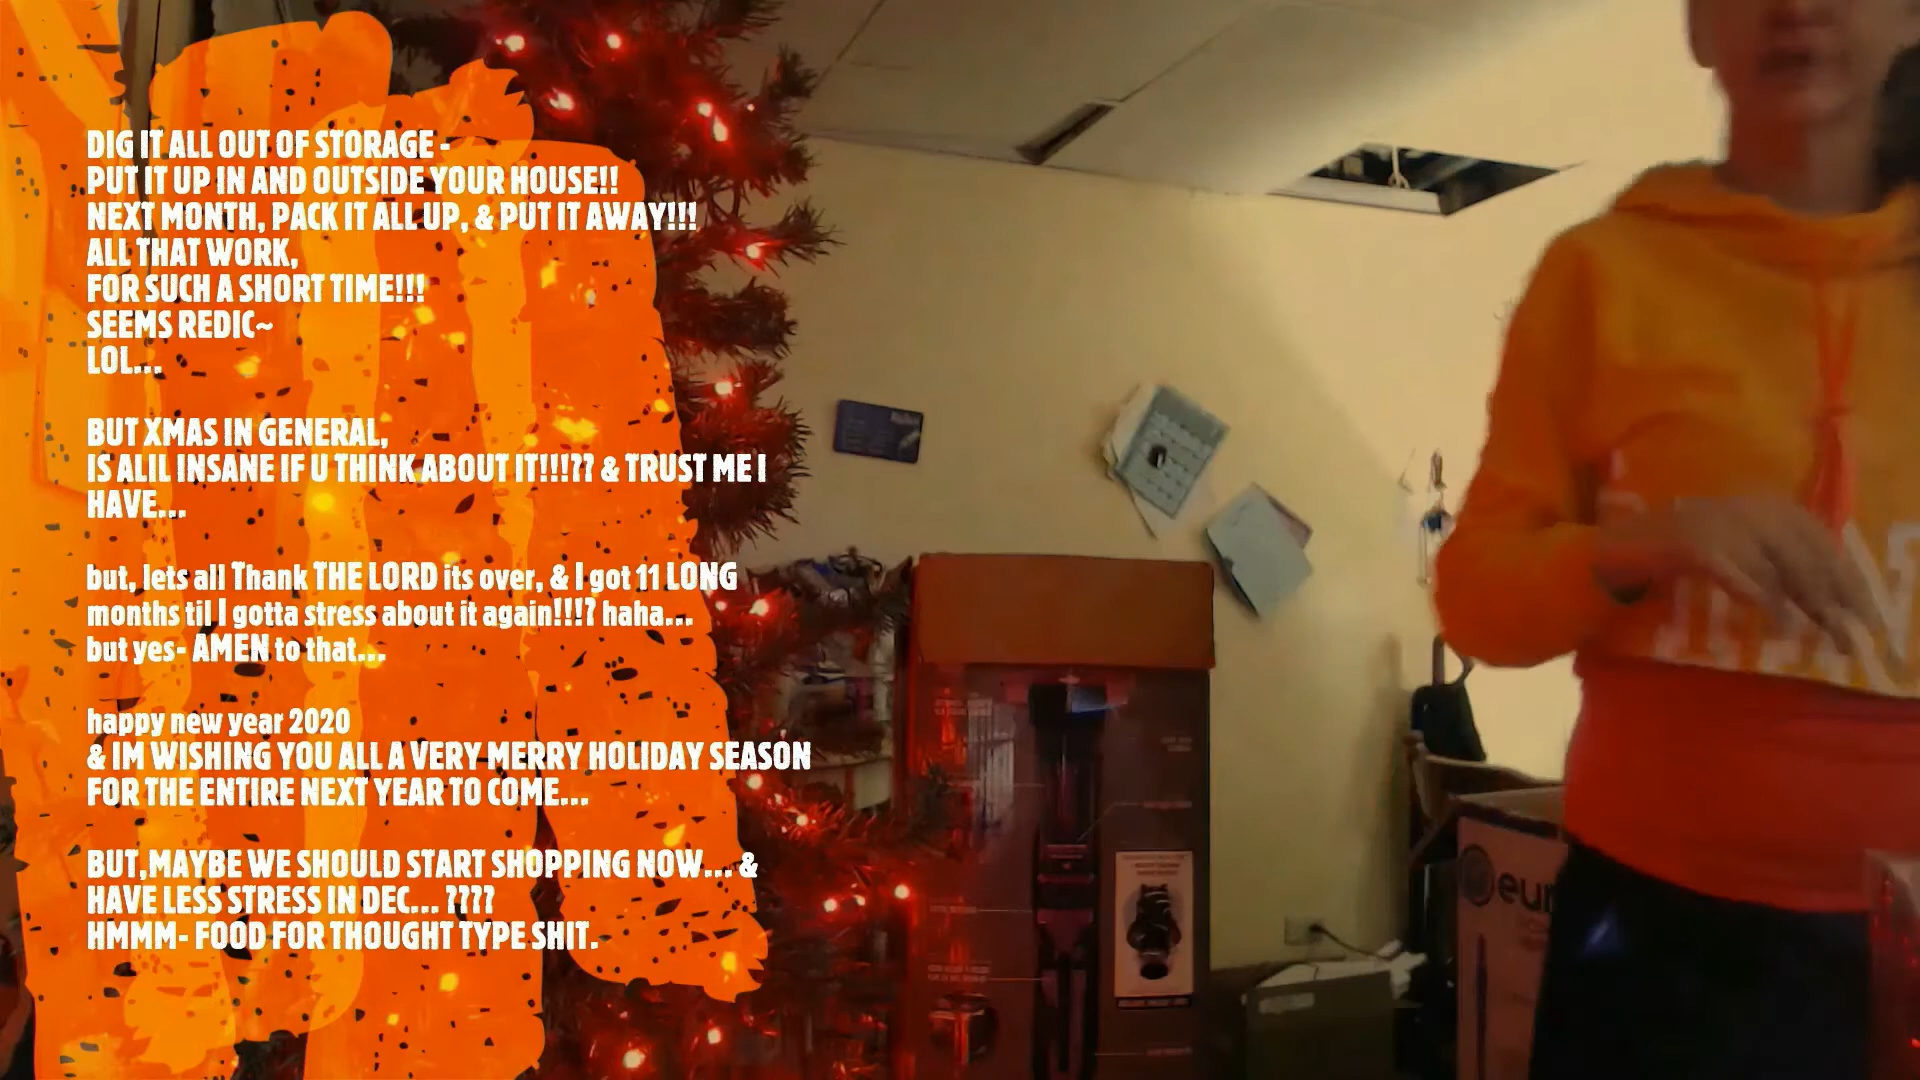 DIG IT ALL OUT OF STORAGE -
PUT IT UP IN AND OUTSIDE YOUR HOUSE!!
NEXT MONTH, PACK IT ALL UP, & PUT IT AWAY!!!
ALL THAT WORK,
FOR SUCH A SHORT TIME!!!
SEEMS REDIC~
LOL...
BUT XMAS IN GENERAL,
IS ALIL INSANE IF U THINK ABOUT IT!!!?? & TRUST ME I
HAVE...
but, lets all Thank THE LORD its over, & I got 11 LONG
months til I gotta stress about it again!!!? haha...
but yes- AMEN to that...
happy new year 2020
& IM WISHING YOU ALL A VERY MERRY HOLIDAY SEASON
FOR THE ENTIRE NEXT YEAR TO COME...
BUT,MAYBE WE SHOULD START SHOPPING NOW... &
HAVE LESS STRESS IN DEC... ????
HMMM- FOOD FOR THOUGHT TYPE SHIT.